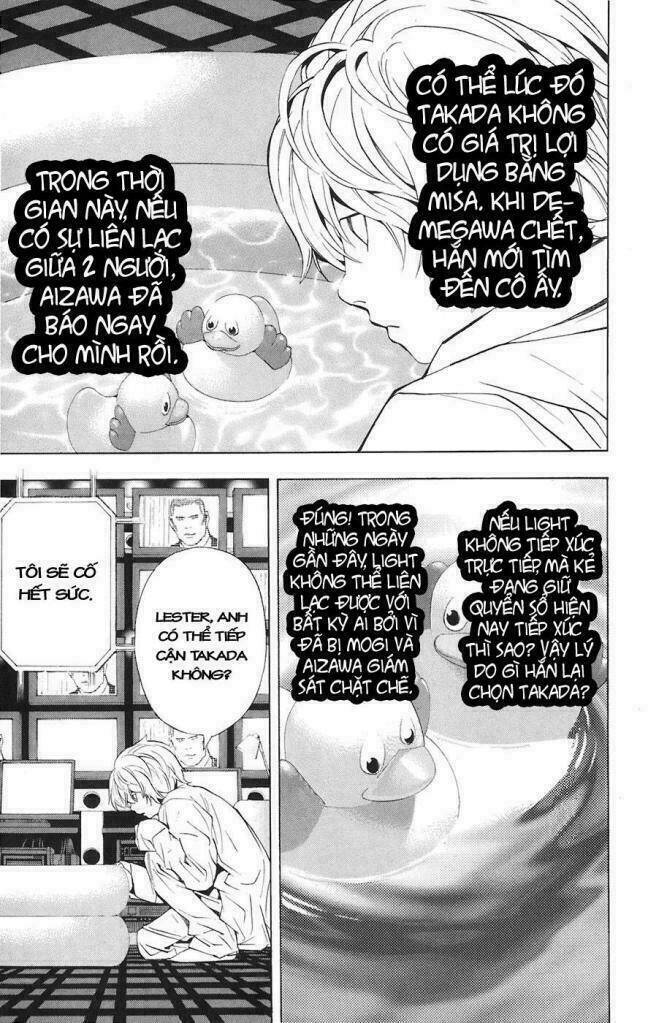 CÓ THỂ LÚC ĐÓ
TAKADA KHÔNG
CÓ GIÁ TRỊ LỢI
DỤNG BẰNG
MISA. KHI DE-
MEGAWA CHẾT,
HẮN MỚI TÌM
ĐẾN CÔ ẤY.
TRONG THỜI
GIAN NÀY, NẾU
CÓ SỰ LIÊN LẠC
GIỮA 2 NGƯỜI,
AIZAWA ĐÃ
BÁO NGAY
CHO MÌNH RỒI.
NẾU LIGHT
KHÔNG TIẾP XÚC
TRỰC TIẾP, MÀ KẺ
ĐANG GIỮ
QUYỂN SỔ HIỆN
NAY TIẾP XÚC
THÌ SAO? VẬY LÝ
DO GÌ HẮN LẠI
CHỌN TAKADA?
ĐÚNG! TRONG
NHỮNG NGÀY
GẦN ĐÂY, LIGHT
KHÔNG THỂ LIÊN
LẠC ĐƯỢC VỚI
BẤT KỲ AI BỞI VÌ
ĐÃ BỊ MOGI VÀ
AIZAWA GIÁM
SÁT CHẶT CHẼ.
LESTER, ANH
CÓ THỂ TIẾP
CẬN TAKADA
KHÔNG?
TÔI SẼ CỐ
HẾT SỨC.